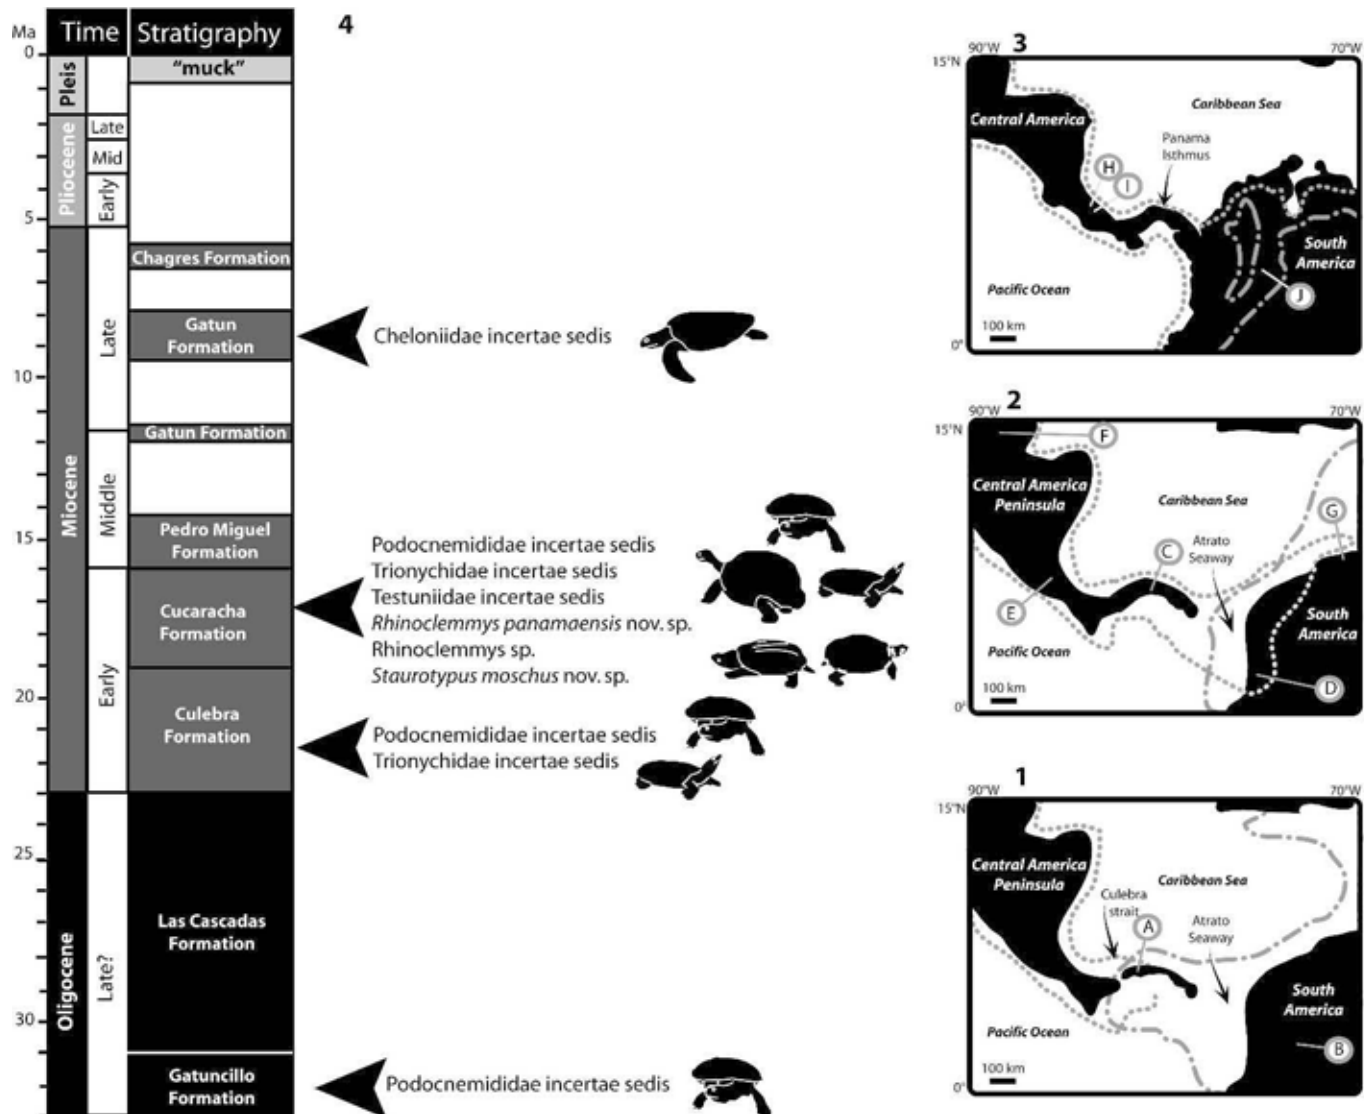 4
Ma
Time
Stratigraphy
0
5
10
15
20
25
30
Pleis
Plioceene
Miocene
Oligocene
Late
Mid
Early
Late
Middle
Early
Late?
“muck”
Chagres Formation
Gatun
Formation
Gatun Formation
Pedro Miguel
Formation
Cucaracha
Formation
Culebra
Formation
Las Cascadas
Formation
Gatuncillo
Formation
Cheloniidae incertae sedis
Podocnemididae incertae sedis
Trionychidae incertae sedis
Testuniidae incertae sedis
Rhinoclemmys panamaensis nov. sp.
Rhinoclemmys sp.
Staurotypus moschus nov. sp.
Podocnemididae incertae sedis
Trionychidae incertae sedis
Podocnemididae incertae sedis
3
90°W
70°W
15°N
Caribbean Sea
Central America
Panama
Isthmus
H
I
South
America
Pacific Ocean
J
100 km
0°
2
90°W
70°W
15°N
F
Central America
Peninsula
Caribbean Sea
G
Atrato
Seaway
C
E
South
America
Pacific Ocean
D
100 km
0°
1
90°W
70°W
15°N
Central America
Peninsula
Caribbean Sea
Culebra
strait
A
Atrato
Seaway
South
America
Pacific Ocean
B
100 km
0°